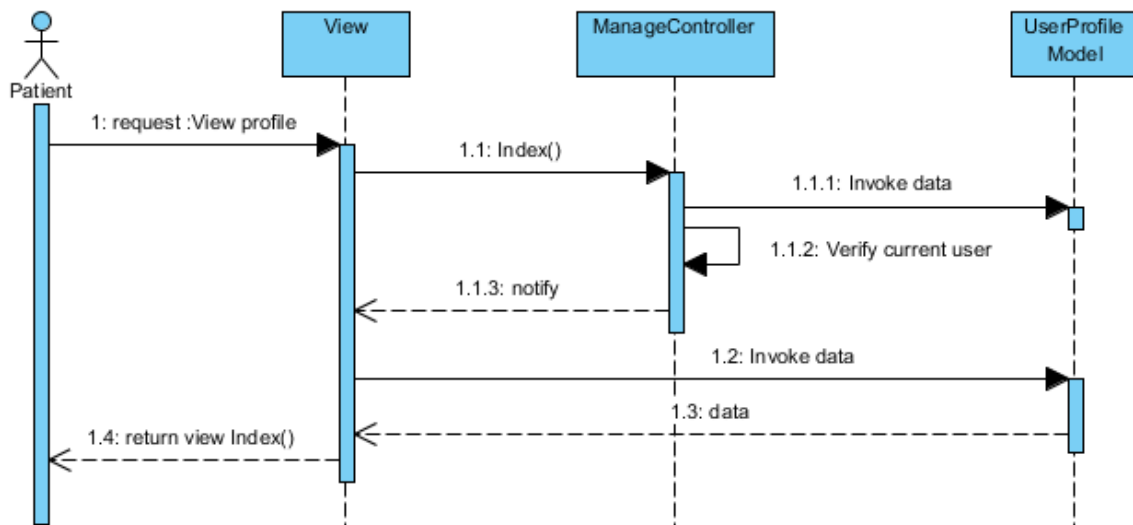 View
ManageController
UserProfile
Model
Patient
1: request :View profile
1.1: Index()
1.1.1: Invoke data
1.1.2: Verify current user
1.1.3: notify
1.2: Invoke data
1.3: data
1.4: return view Index()